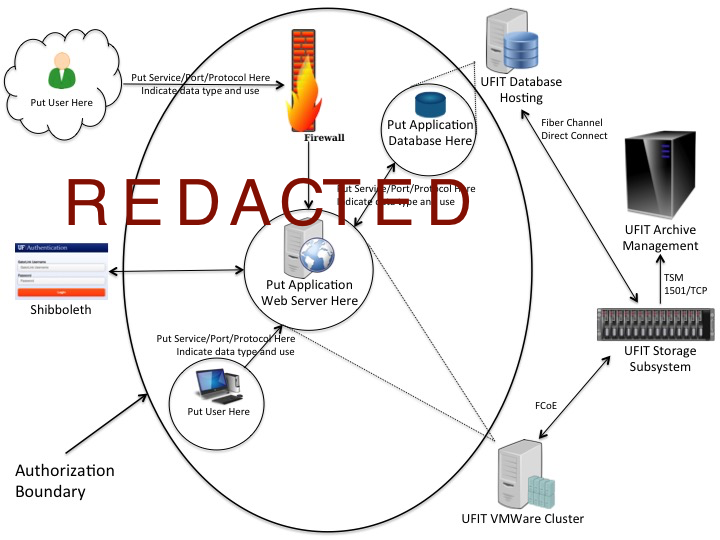 Put User Here
Put Service/Port/Protocol Here
Indicate data type and use
Firewall
Put Application
Database Here
UFIT Database
Hosting
Fiber Channel
Direct Connect
UFIT Archive
Management
Put Service/Port/Protocol Here
Indicate data type and use
REDACTED
UF Authentication
Password
Login
Shibboleth
Put Application
Web Server Here
TSM
1501/TCP
UFIT Storage
Subsystem
Put Service/Port/Protocol Here
Indicate data type and use
Put User Here
FCoE
Authorization
Boundary
UFIT VMWare Cluster